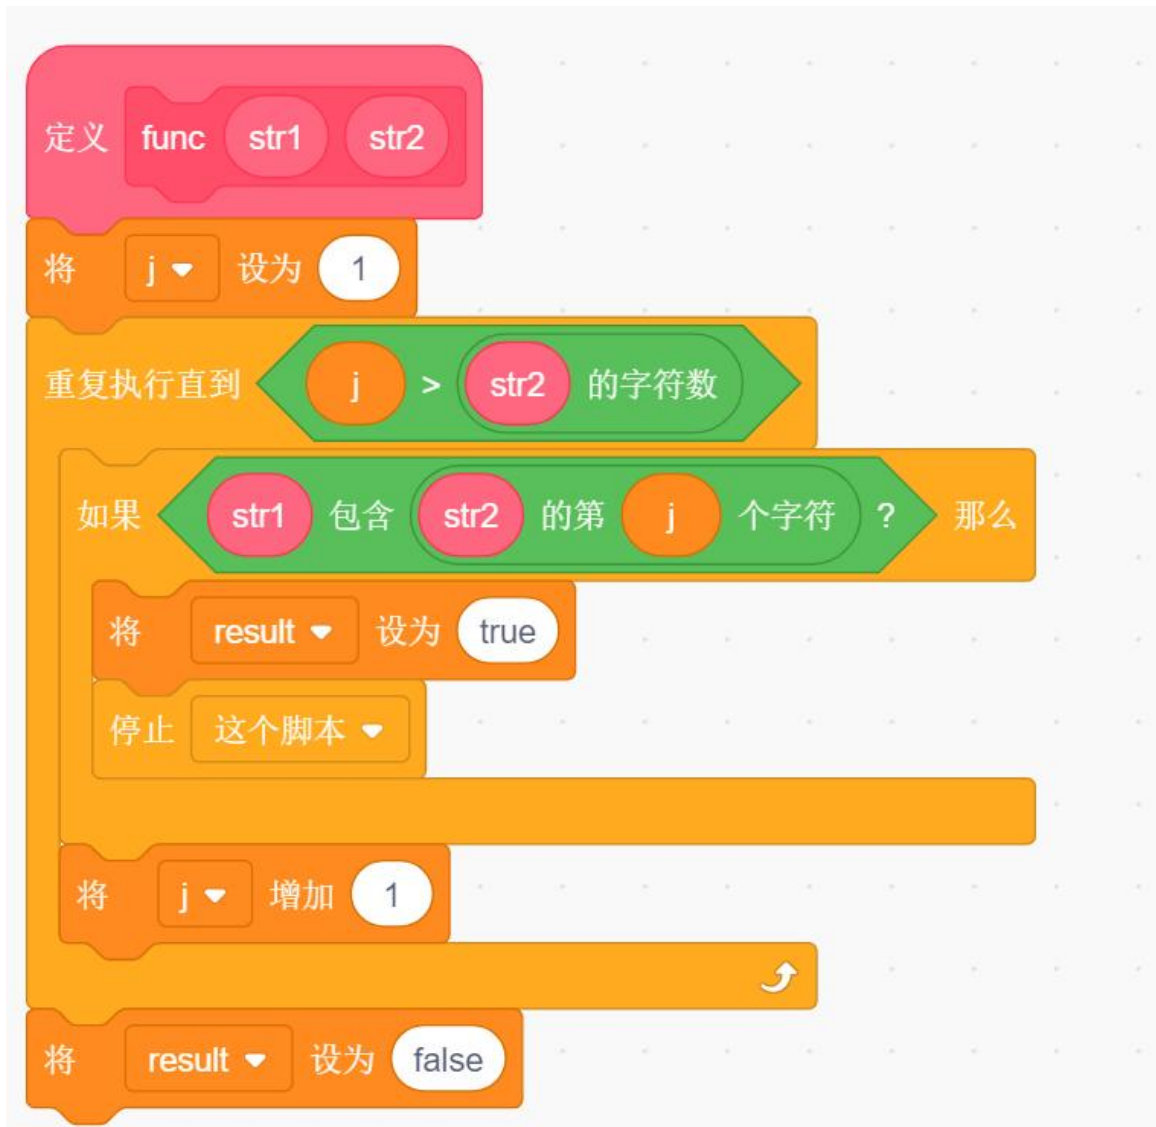 定义 func str1 str2
将 j 设为 1
重复执行直到 j > str2 的字符数
如果 str1 包含 str2 的第 j 个字符 ? 那么
将 result 设为 true
停止 这个脚本
将 j 增加 1
将 result 设为 false